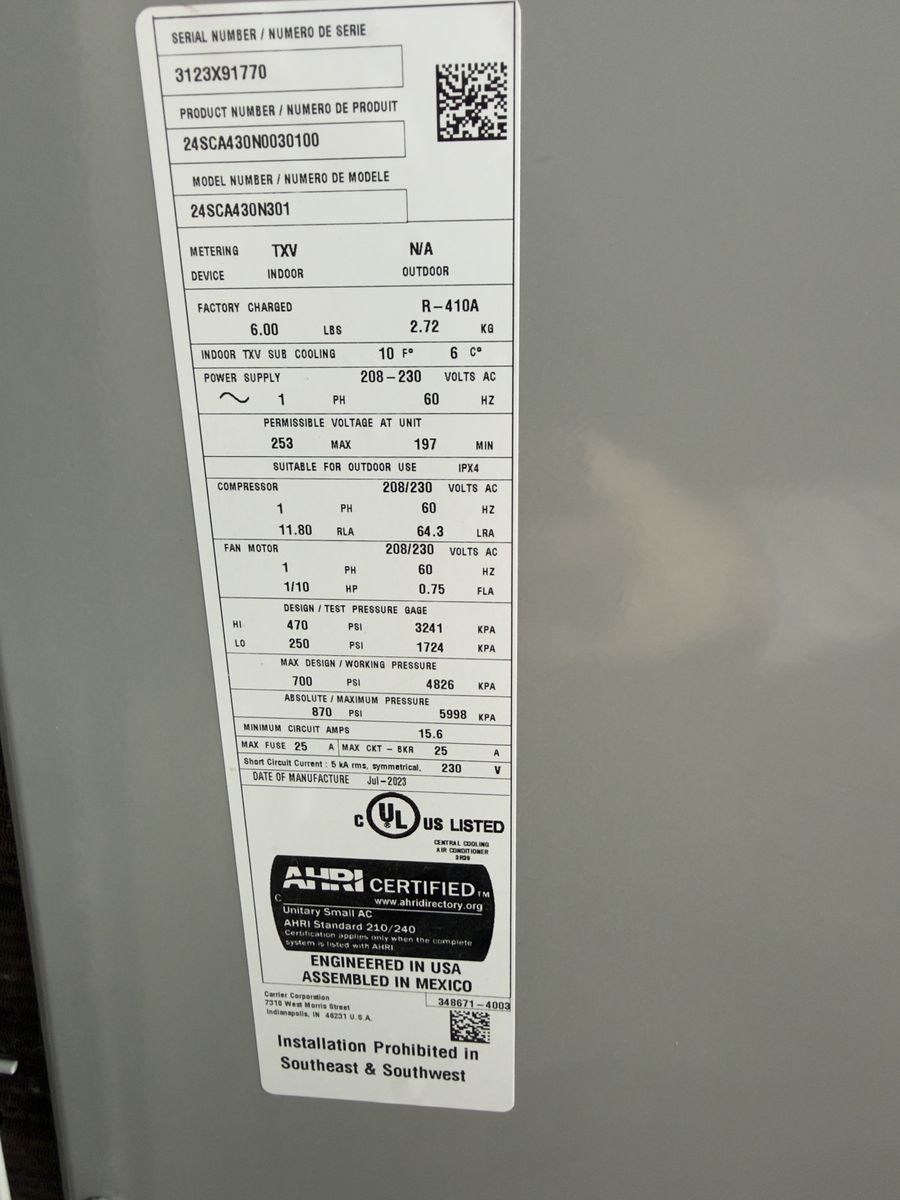 SERIAL NUMBER / NUMERO DE SERIE
3123X91770
PRODUCT NUMBER / NUMERO DE PRODUIT
24SCA430N0030100
MODEL NUMBER / NUMERO DE MODELE
24SCA430N301
METERING TXV N/A
DEVICE INDOOR OUTDOOR
FACTORY CHARGED R-410A
6.00 LBS 2.72 KG
INDOOR TXV SUB COOLING 10 F° 6 C°
POWER SUPPLY 208-230 VOLTS AC
1 PH 60 HZ
PERMISSIBLE VOLTAGE AT UNIT
253 MAX 197 MIN
SUITABLE FOR OUTDOOR USE IPX4
COMPRESSOR 208/230 VOLTS AC
1 PH 60 HZ
11.80 RLA 64.3 LRA
FAN MOTOR 208/230 VOLTS AC
1 PH 60 HZ
1/10 HP 0.75 FLA
DESIGN / TEST PRESSURE GAGE
HI 470 PSI 3241 KPA
LO 250 PSI 1724 KPA
MAX DESIGN / WORKING PRESSURE
700 PSI 4826 KPA
ABSOLUTE / MAXIMUM PRESSURE
870 PSI 5998 KPA
MINIMUM CIRCUIT AMPS 15.6
MAX FUSE 25 A MAX CKT - BKR 25 A
Short Circuit Current : 5 kA rms, symmetrical, 230 V
DATE OF MANUFACTURE Jul-2023
C UL ® US LISTED
CENTRAL COOLING
AIR CONDITIONER
AHRI CERTIFIED™
www.ahridirectory.org
C
Unitary Small AC
AHRI Standard 210/240
Certification applies only when the complete
system is listed with AHRI
ENGINEERED IN USA
ASSEMBLED IN MEXICO
Carrier Corporation
7310 West Morris Street
Indianapolis, IN 46231 U.S.A.
348671-4003
Installation Prohibited in
Southeast & Southwest